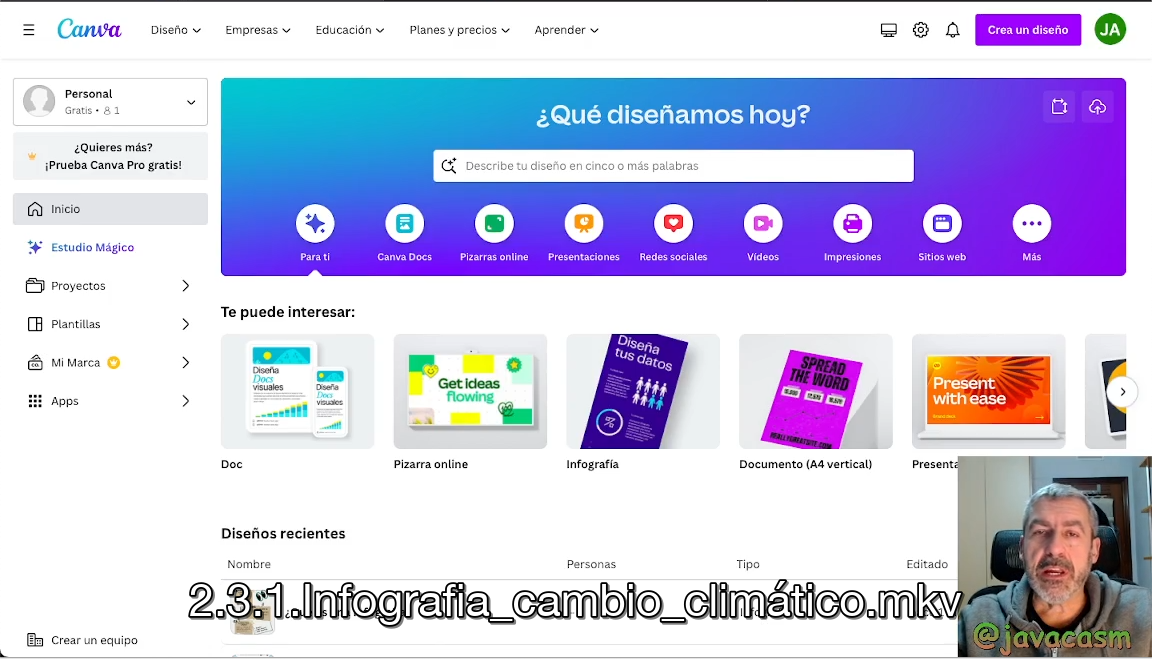 Canva
Diseño
Empresas
Educación
Planes y precios
Aprender
Crea un diseño
JA
Personal
Gratis • 1
¿Quieres más?
¡Prueba Canva Pro gratis!
Inicio
Estudio Mágico
Proyectos
Plantillas
Mi Marca
Apps
Crear un equipo
¿Qué diseñamos hoy?
Describe tu diseño en cinco o más palabras
Para ti
Canva Docs
Pizarras online
Presentaciones
Redes sociales
Vídeos
Impresiones
Sitios web
Más
Te puede interesar:
Diseña
Docs
visuales
Diseña
Docs
visuales
Get ideas
flowing
Diseña
tus datos
SPREAD
THE WORD
REALLYGREATSITE.COM
Present
with ease
Doc
Pizarra online
Infografía
Documento (A4 vertical)
Presenta
Diseños recientes
Nombre
Personas
Tipo
Editado
2.3.1.Infografia_cambio_climático.mkv
@javacasm